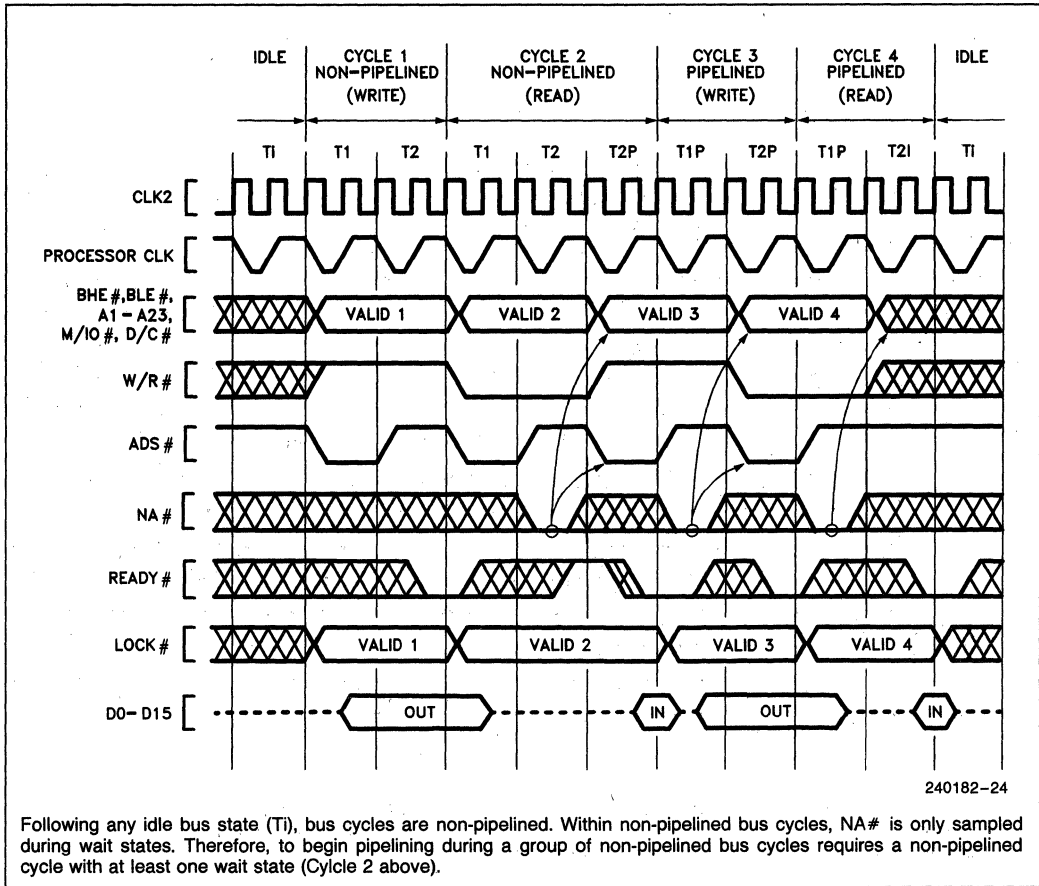 IDLE CYCLE 1 CYCLE 2 CYCLE 3 CYCLE 4 IDLE
NON-PIPELINED NON-PIPELINED PIPELINED PIPELINED
(WRITE) (READ) (WRITE) (READ)
Ti T1 T2 T1 T2 T2P T1P T2P T1P T2I Ti
CLK2
PROCESSOR CLK
BHE#,BLE#,
A1-A23,
M/IO#, D/C#
VALID 1 VALID 2 VALID 3 VALID 4
W/R#
ADS#
NA#
READY#
LOCK# VALID 1 VALID 2 VALID 3 VALID 4
D0-D15 OUT IN OUT IN
240182-24
Following any idle bus state (Ti), bus cycles are non-pipelined. Within non-pipelined bus cycles, NA# is only sampled
during wait states. Therefore, to begin pipelining during a group of non-pipelined bus cycles requires a non-pipelined
cycle with at least one wait state (Cylcle 2 above).